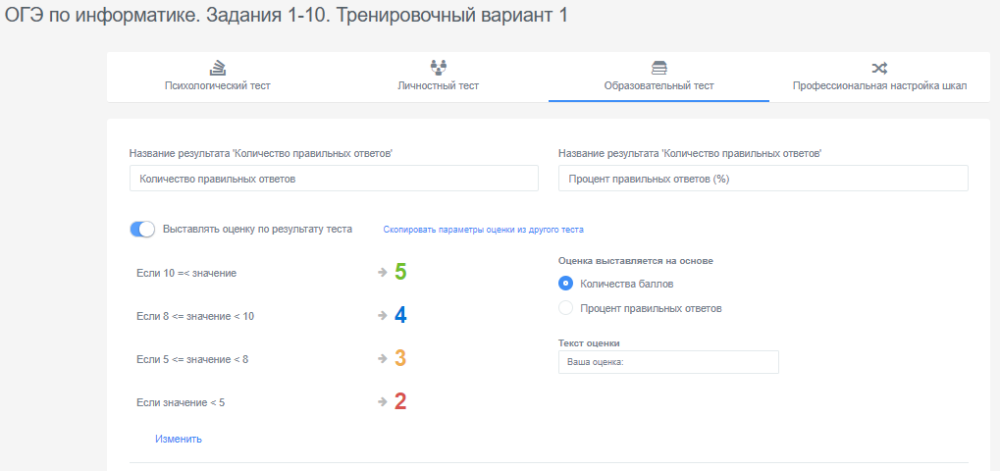 ОГЭ по информатике. Задания 1-10. Тренировочный вариант 1
Психологический тест
Личностный тест
Образовательный тест
Профессиональная настройка шкал
Название результата 'Количество правильных ответов'
Название результата 'Количество правильных ответов'
Количество правильных ответов
Процент правильных ответов (%)
Выставлять оценку по результату теста
Скопировать параметры оценки из другого теста
Если 10 =< значение
5
Если 8 <= значение < 10
4
Если 5 <= значение < 8
3
Если значение < 5
2
Изменить
Оценка выставляется на основе
Количества баллов
Процент правильных ответов
Текст оценки
Ваша оценка: